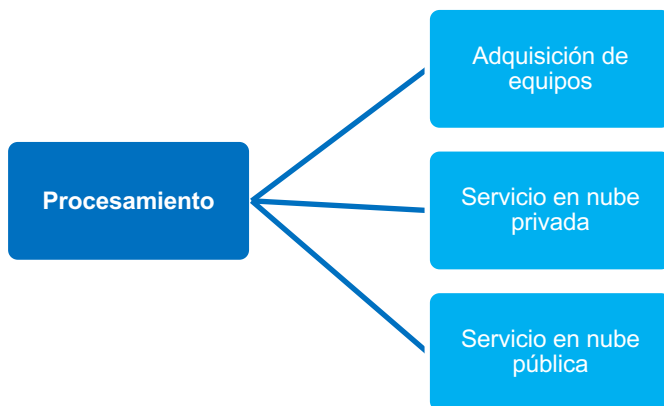 Adquisición de
equipos
Procesamiento
Servicio en nube
privada
Servicio en nube
pública